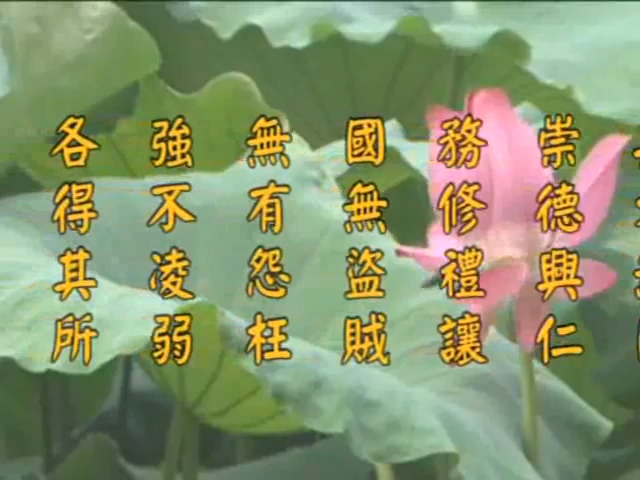 崇德興仁
務修禮讓
國無盜賊
無有怨枉
強不凌弱
各得其所